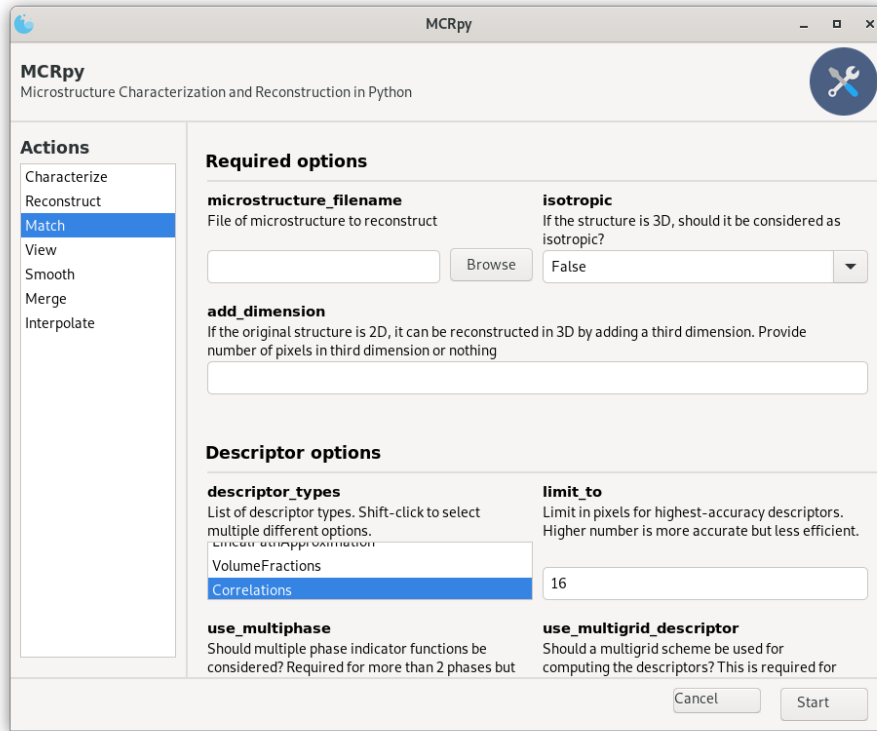 MCRpy
MCRpy
Microstructure Characterization and Reconstruction in Python
Actions
Characterize
Reconstruct
Match
View
Smooth
Merge
Interpolate
Required options
microstructure_filename
File of microstructure to reconstruct
Browse
isotropic
If the structure is 3D, should it be considered as
isotropic?
False
add_dimension
If the original structure is 2D, it can be reconstructed in 3D by adding a third dimension. Provide
number of pixels in third dimension or nothing
Descriptor options
descriptor_types
List of descriptor types. Shift-click to select
multiple different options.
LinealPathApproximation
VolumeFractions
Correlations
limit_to
Limit in pixels for highest-accuracy descriptors.
Higher number is more accurate but less efficient.
16
use_multiphase
Should multiple phase indicator functions be
considered? Required for more than 2 phases but
use_multigrid_descriptor
Should a multigrid scheme be used for
computing the descriptors? This is required for
Cancel
Start